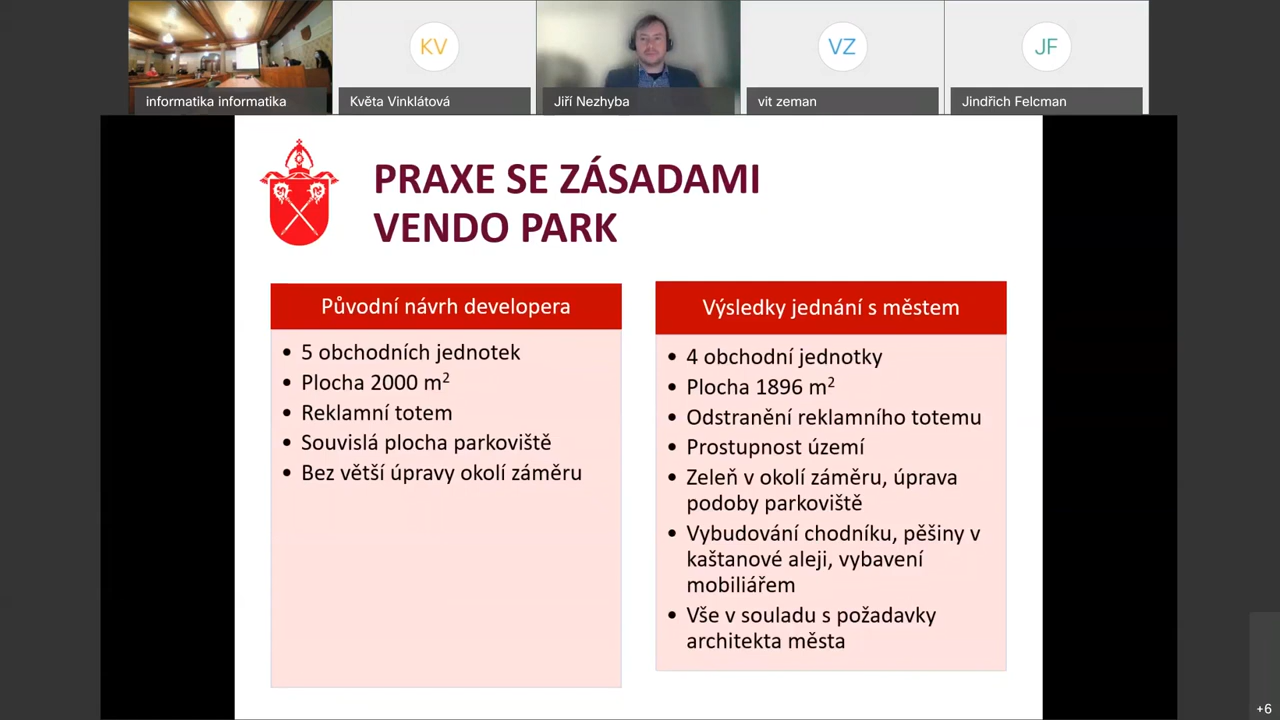 KV
VZ
JF
informatika informatika
Květa Vinklátová
Jiří Nezhyba
vit zeman
Jindřich Felcman
PRAXE SE ZÁSADAMI
VENDO PARK
Původní návrh developera
• 5 obchodních jednotek
• Plocha 2000 m²
• Reklamní totem
• Souvislá plocha parkoviště
• Bez větší úpravy okolí záměru
Výsledky jednání s městem
• 4 obchodní jednotky
• Plocha 1896 m²
• Odstranění reklamního totemu
• Prostupnost území
• Zeleň v okolí záměru, úprava
podoby parkoviště
• Vybudování chodníku, pěšiny v
kaštanové aleji, vybavení
mobiliářem
• Vše v souladu s požadavky
architekta města
+6